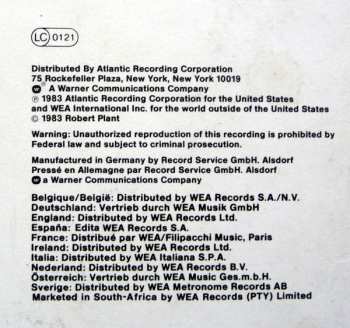 LC 0121
Distributed By Atlantic Recording Corporation
75 Rockefeller Plaza, New York, New York 10019
A Warner Communications Company
℗ 1983 Atlantic Recording Corporation for the United States
and WEA International Inc. for the world outside of the United States
© 1983 Robert Plant
Warning: Unauthorized reproduction of this recording is prohibited by
Federal law and subject to criminal prosecution.
Manufactured in Germany by Record Service GmbH. Alsdorf
Pressé en Allemagne par Record Service GmbH. Alsdorf
a Warner Communications Company
Belgique/België: Distributed by WEA Records S.A./N.V.
Deutschland: Vertrieb durch WEA Musik GmbH
England: Distributed by WEA Records Ltd.
España: Edita WEA Records S.A.
France: Distribué par WEA/Filipacchi Music, Paris
Ireland: Distributed by WEA Records Ltd.
Italia: Distributed by WEA Italiana S.P.A.
Nederland: Distributed by WEA Records B.V.
Österreich: Vertrieb durch WEA Music Ges.m.b.H.
Sverige: Distributed by WEA Metronome Records AB
Marketed in South-Africa by WEA Records (PTY) Limited